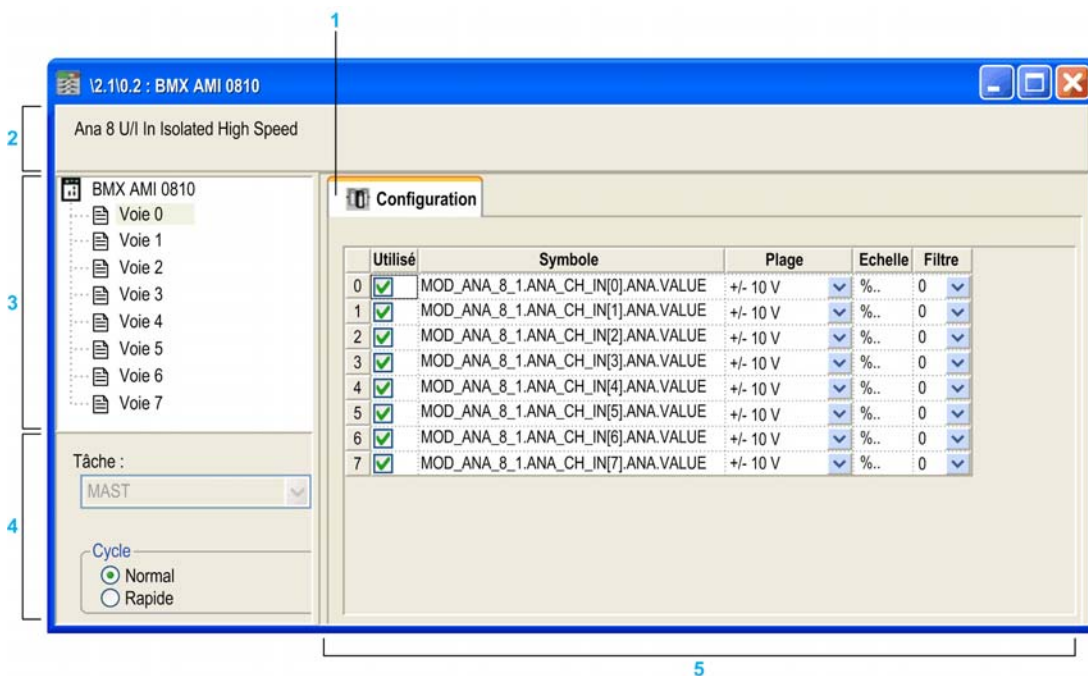 1
\2.1\0.2 : BMX AMI 0810
2
Ana 8 U/I In Isolated High Speed
3
BMX AMI 0810
Voie 0
Voie 1
Voie 2
Voie 3
Voie 4
Voie 5
Voie 6
Voie 7
4
Tâche :
MAST
Cycle
Normal
Rapide
Configuration
Utilisé Symbole Plage Echelle Filtre
0 MOD_ANA_8_1.ANA_CH_IN[0].ANA.VALUE +/- 10 V %.. 0
1 MOD_ANA_8_1.ANA_CH_IN[1].ANA.VALUE +/- 10 V %.. 0
2 MOD_ANA_8_1.ANA_CH_IN[2].ANA.VALUE +/- 10 V %.. 0
3 MOD_ANA_8_1.ANA_CH_IN[3].ANA.VALUE +/- 10 V %.. 0
4 MOD_ANA_8_1.ANA_CH_IN[4].ANA.VALUE +/- 10 V %.. 0
5 MOD_ANA_8_1.ANA_CH_IN[5].ANA.VALUE +/- 10 V %.. 0
6 MOD_ANA_8_1.ANA_CH_IN[6].ANA.VALUE +/- 10 V %.. 0
7 MOD_ANA_8_1.ANA_CH_IN[7].ANA.VALUE +/- 10 V %.. 0
5